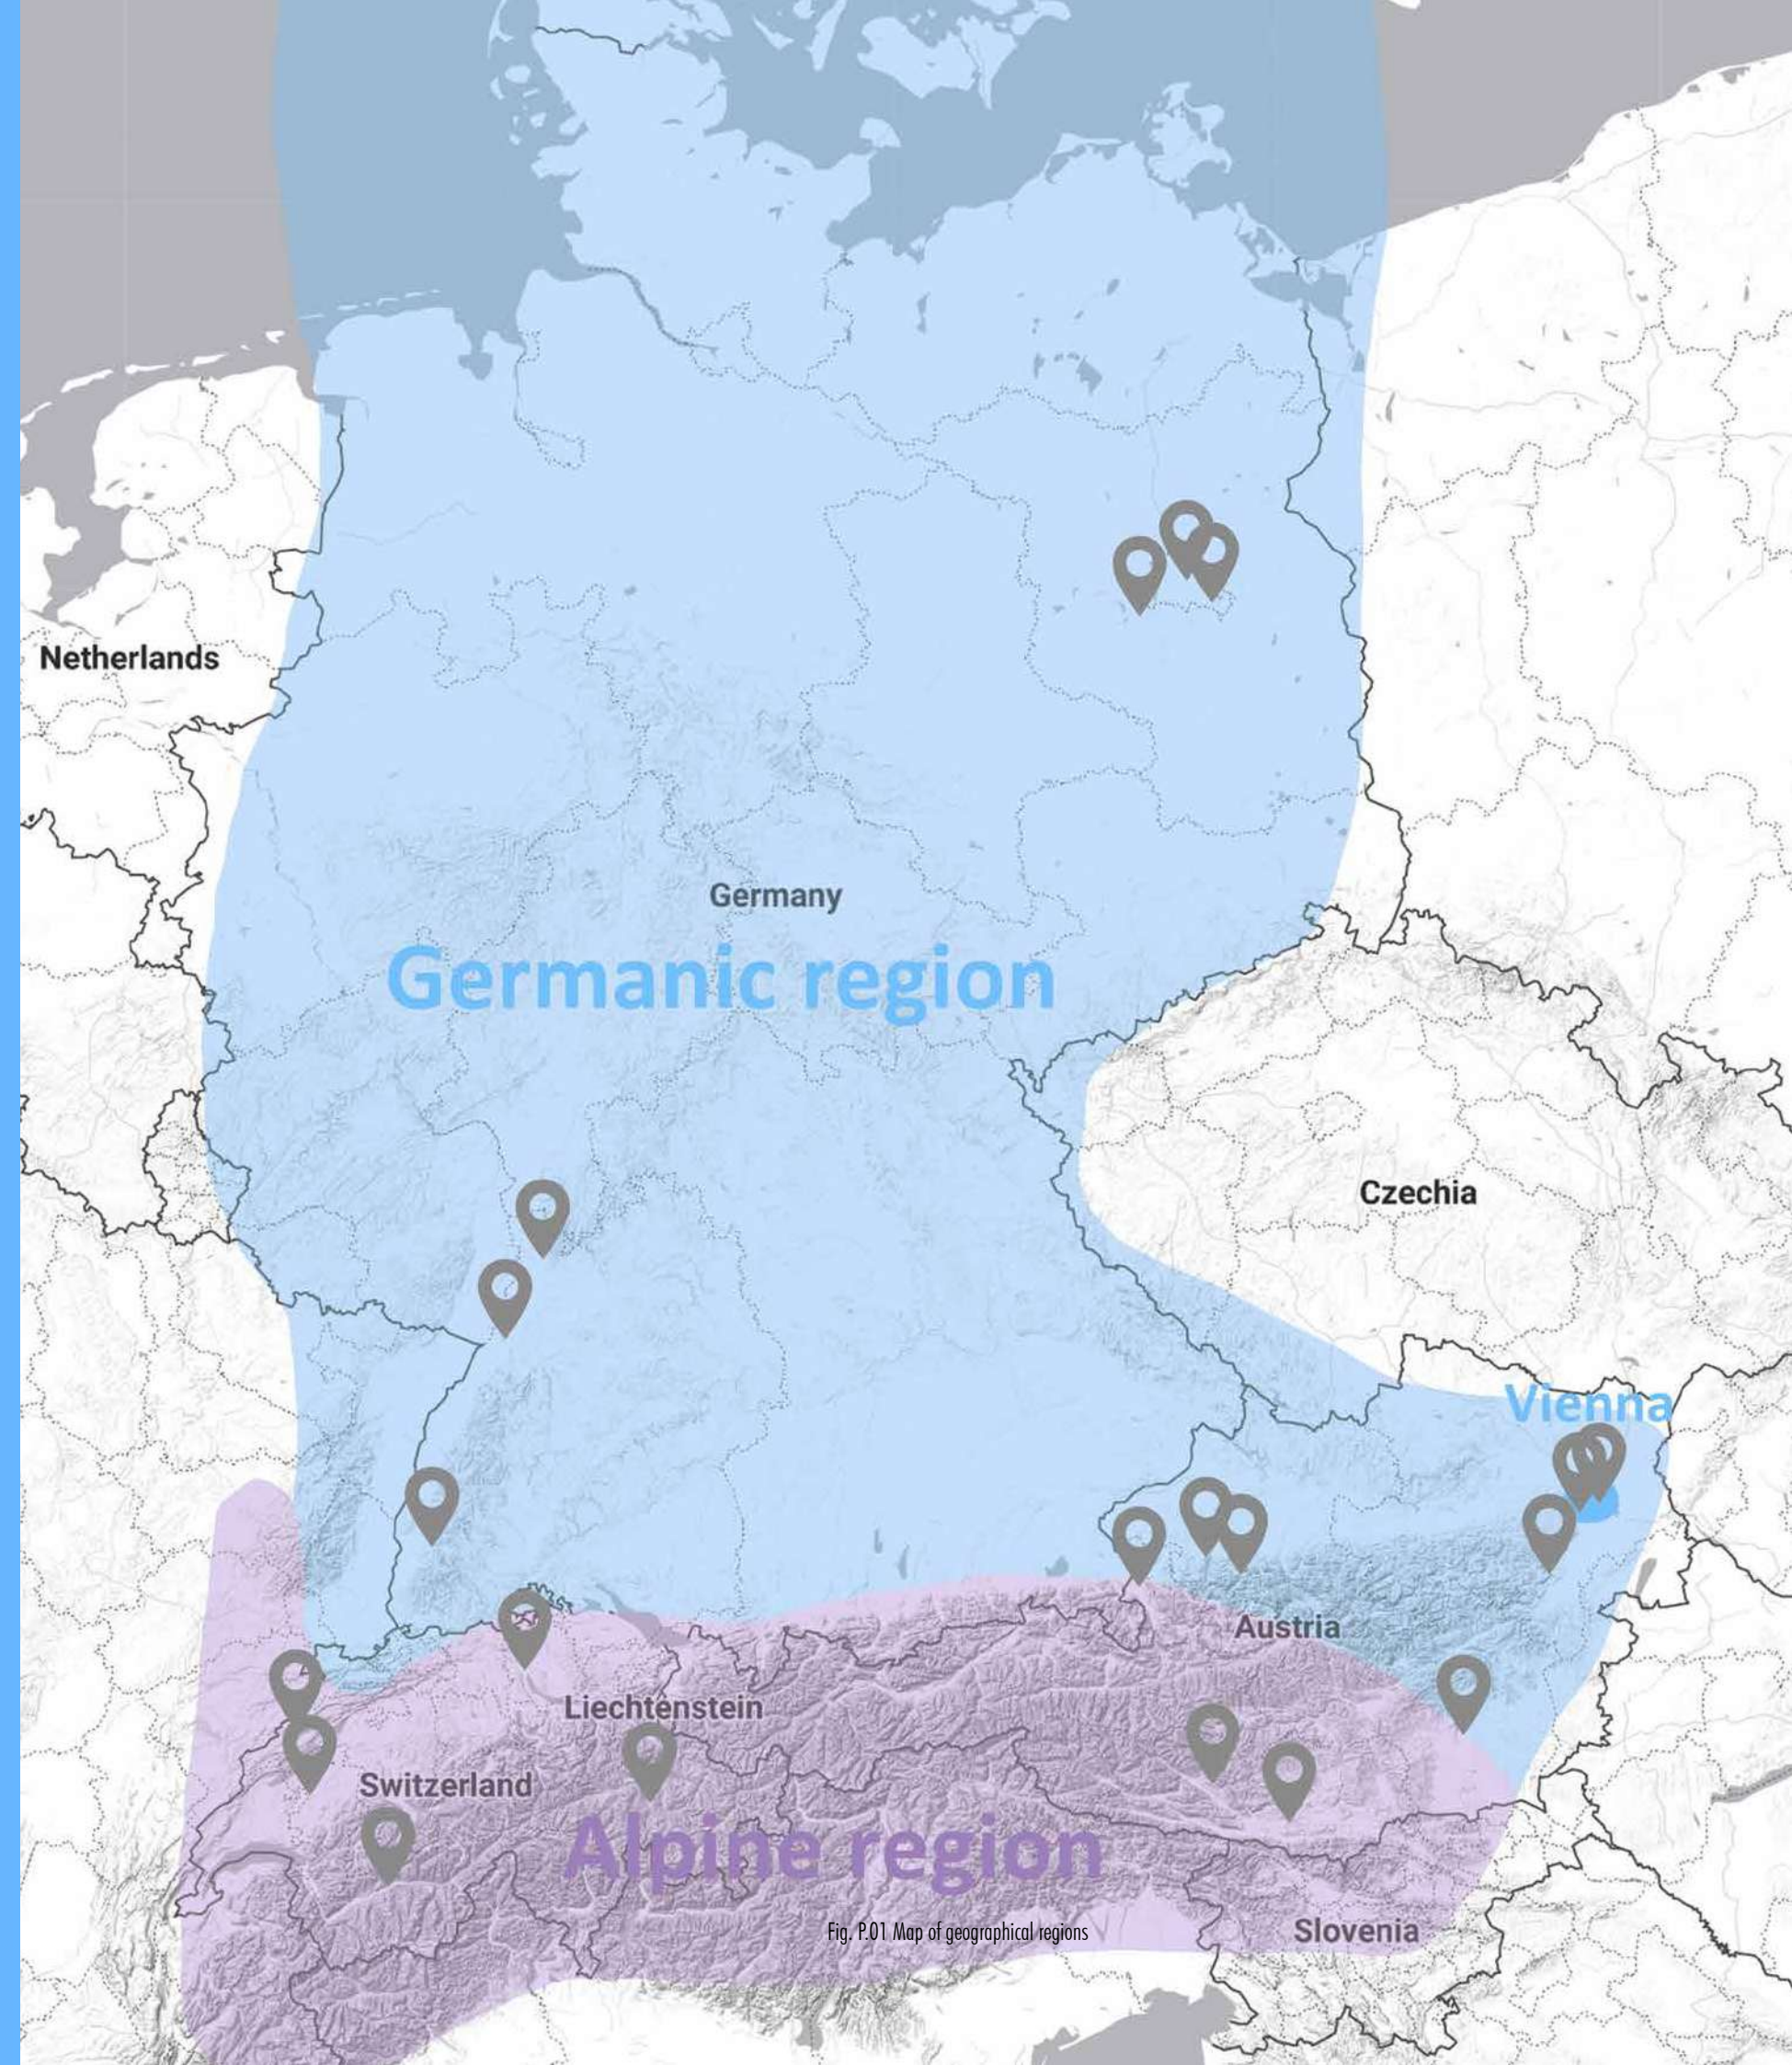 Netherlands
Germany
Germanic region
Czechia
Vienna
Austria
Liechtenstein
Switzerland
Alpine region
Fig. P.01 Map of geographical regions
Slovenia